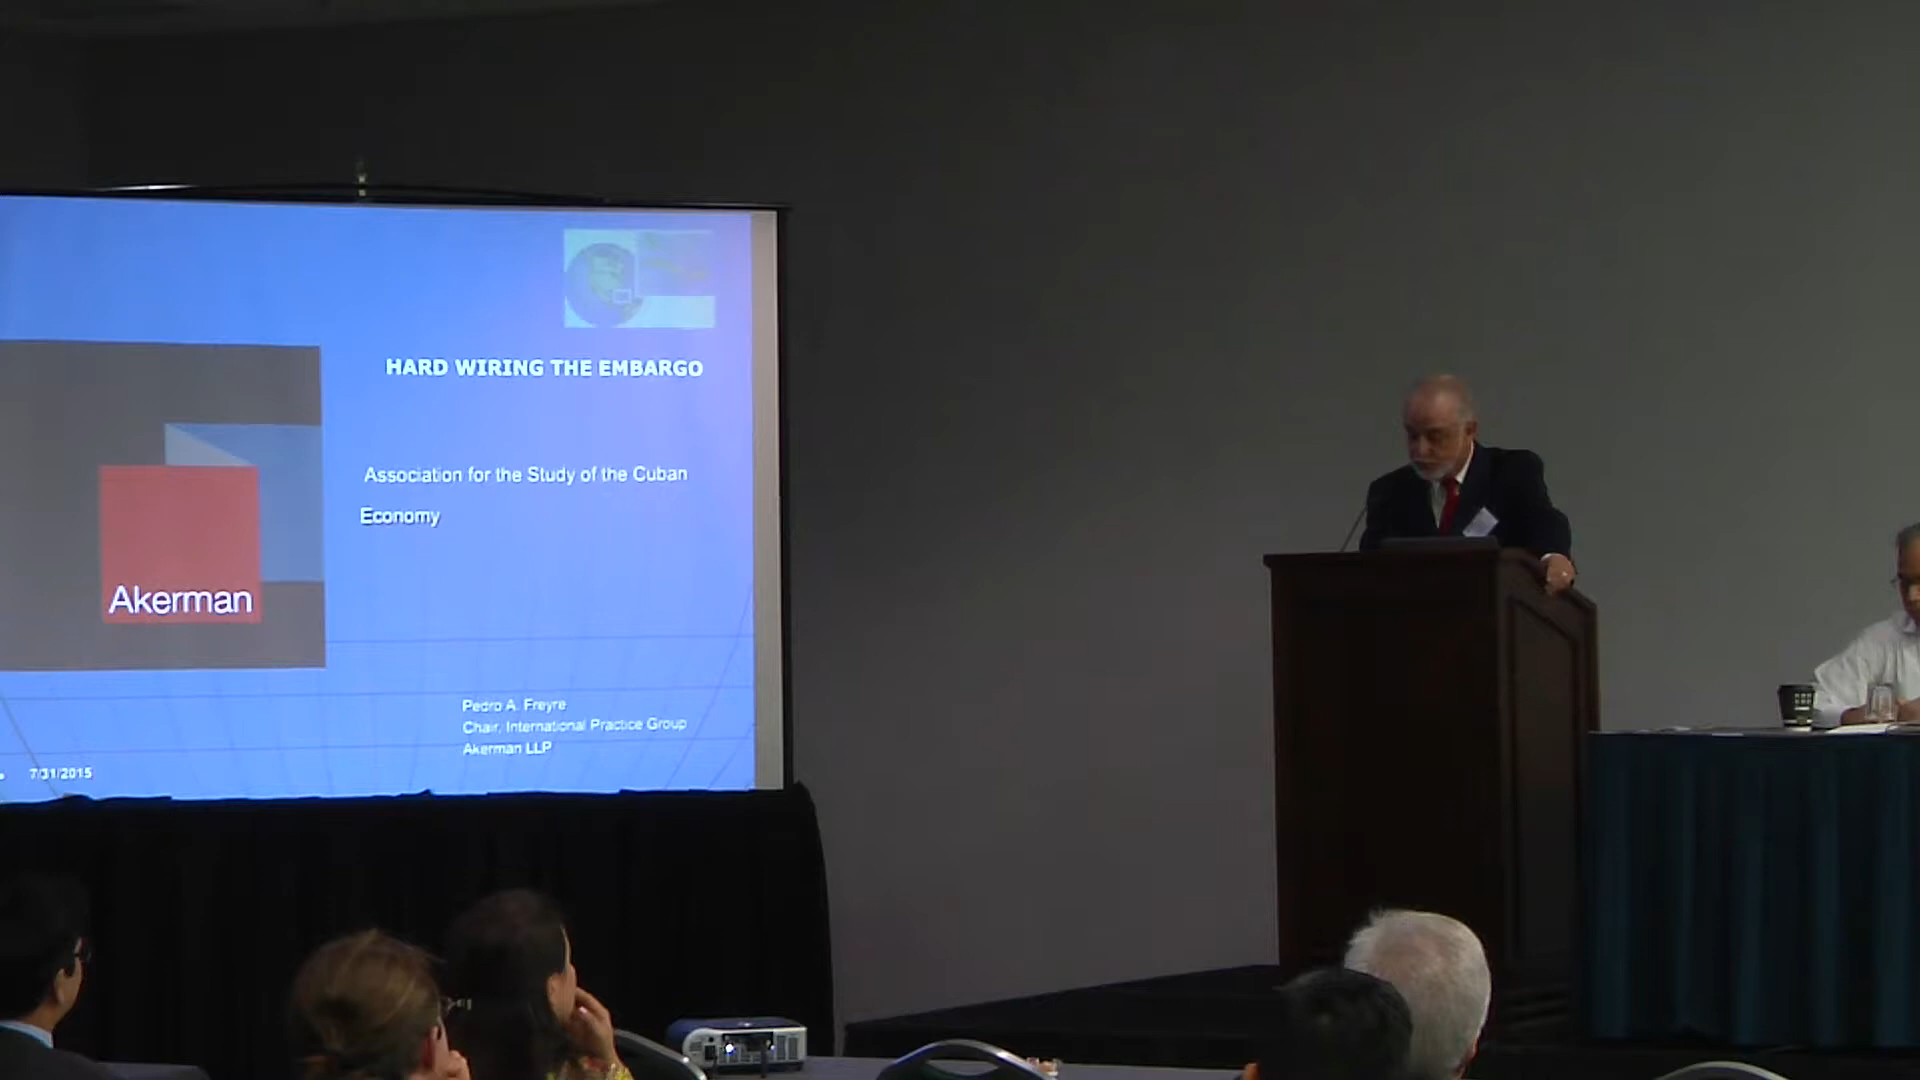 HARD WIRING THE EMBARGO
Association for the Study of the Cuban
Economy
Akerman
Pedro A. Freyre
Chair, International Practice Group
Akerman LLP
7/31/2015